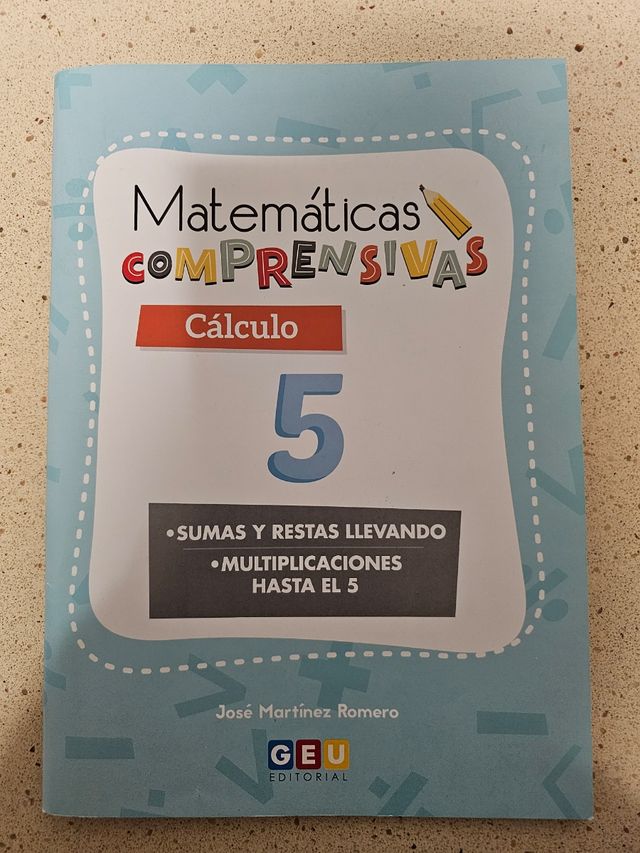 Matemáticas
COMPRENSIVAS
Cálculo
5
•SUMAS Y RESTAS LLEVANDO
•MULTIPLICACIONES
HASTA EL 5
José Martínez Romero
GEU
EDITORIAL